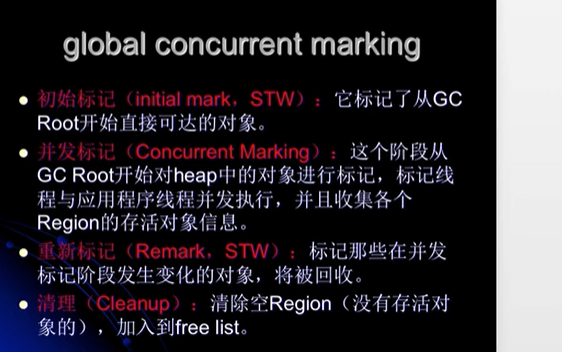 global concurrent marking
初始标记（initial mark，STW）：它标记了从GC
Root开始直接可达的对象。
并发标记（Concurrent Marking）：这个阶段从
GC Root开始对heap中的对象进行标记，标记线
程与应用程序线程并发执行，并且收集各个
Region的存活对象信息。
重新标记（Remark，STW）：标记那些在并发
标记阶段发生变化的对象，将被回收。
清理（Cleanup）：清除空Region（没有存活对
象的），加入到free list。